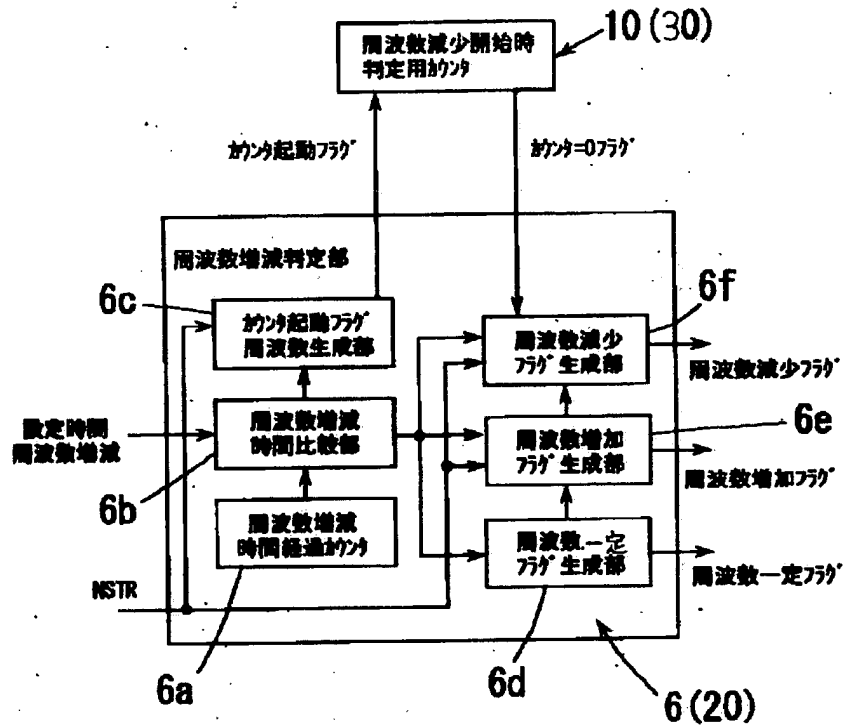 10(30)
周波数減少開始時
判定用ｶｳﾝﾀ
ｶｳﾝﾀ起動ﾌﾗｸﾞ
ｶｳﾝﾀ=0ﾌﾗｸﾞ
周波数増減判定部
6c
ｶｳﾝﾀ起動ﾌﾗｸﾞ
周波数生成部
周波数減少
ﾌﾗｸﾞ生成部
6f
周波数減少ﾌﾗｸﾞ
設定時間
周波数増減
周波数増減
時間比較部
6b
周波数増加
ﾌﾗｸﾞ生成部
6e
周波数増加ﾌﾗｸﾞ
周波数増減
時間経過ｶｳﾝﾀ
周波数一定
ﾌﾗｸﾞ生成部
周波数一定ﾌﾗｸﾞ
NSTR
6a
6d
6(20)